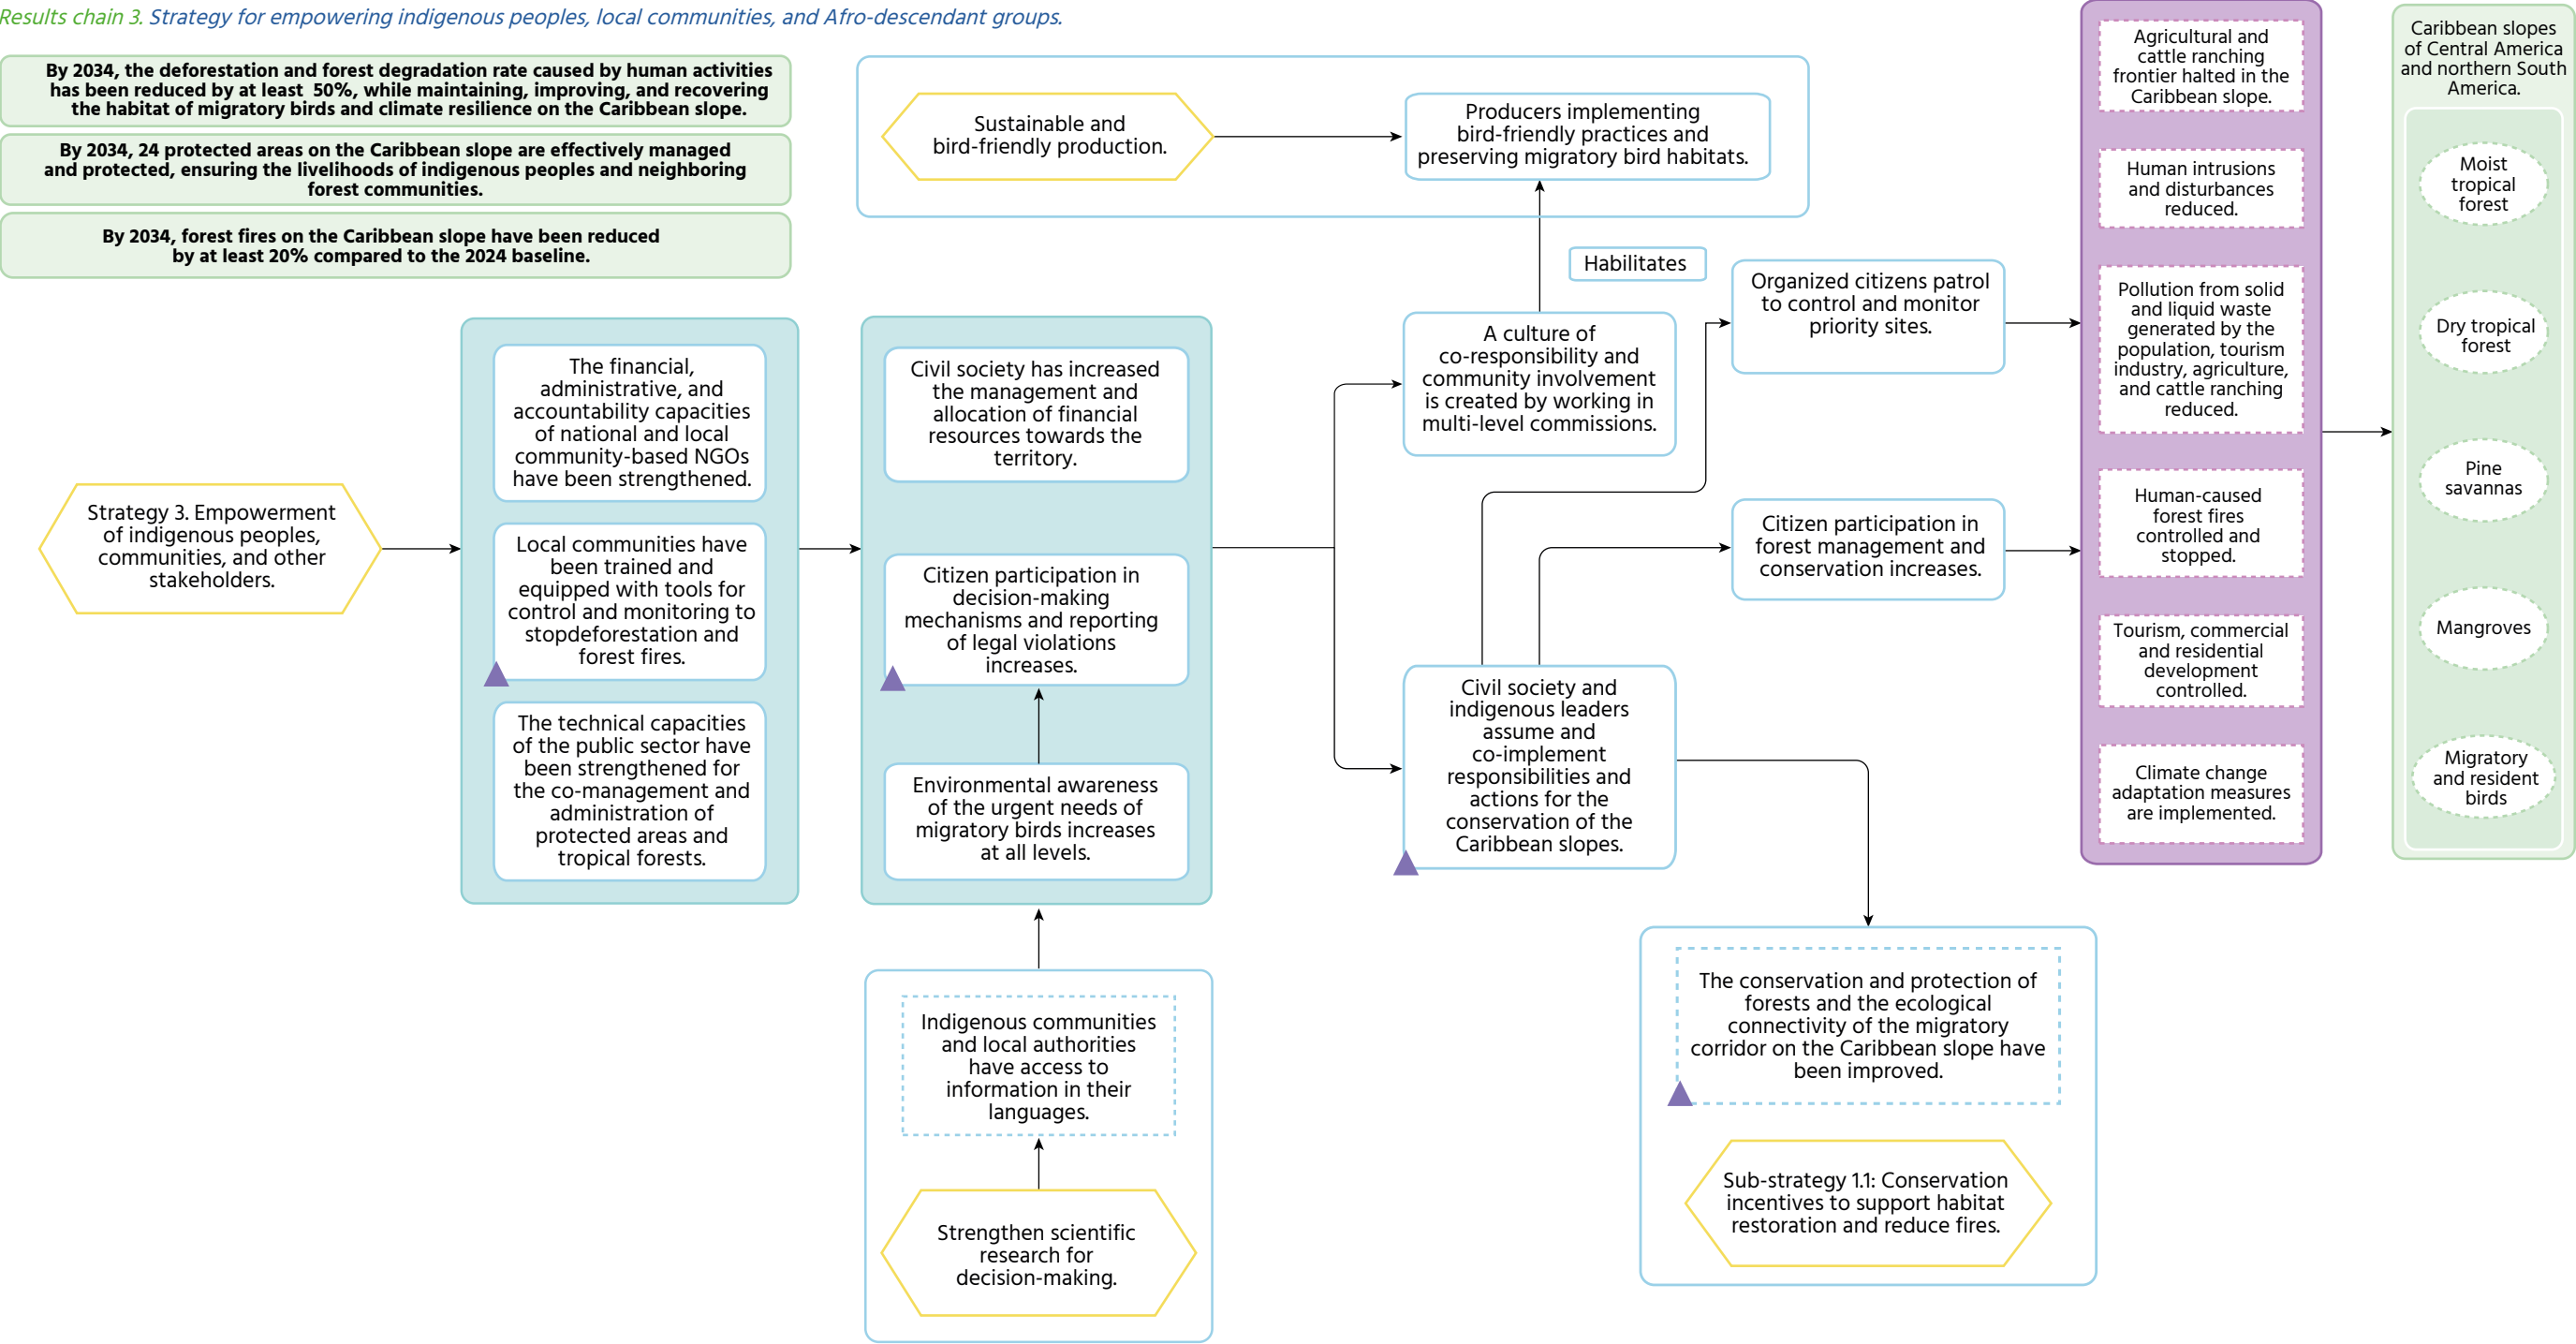 Results chain 3. Strategy for empowering indigenous peoples, local communities, and Afro-descendant groups.
By 2034, the deforestation and forest degradation rate caused by human activities
has been reduced by at least 50%, while maintaining, improving, and recovering
the habitat of migratory birds and climate resilience on the Caribbean slope.
By 2034, 24 protected areas on the Caribbean slope are effectively managed
and protected, ensuring the livelihoods of indigenous peoples and neighboring
forest communities.
By 2034, forest fires on the Caribbean slope have been reduced
by at least 20% compared to the 2024 baseline.
Strategy 3. Empowerment
of indigenous peoples,
communities, and other
stakeholders.
The financial,
administrative, and
accountability capacities
of national and local
community-based NGOs
have been strengthened.
Local communities have
been trained and
equipped with tools for
control and monitoring to
stopdeforestation and
forest fires.
The technical capacities
of the public sector have
been strengthened for
the co-management and
administration of
protected areas and
tropical forests.
Civil society has increased
the management and
allocation of financial
resources towards the
territory.
Citizen participation in
decision-making
mechanisms and reporting
of legal violations
increases.
Environmental awareness
of the urgent needs of
migratory birds increases
at all levels.
Indigenous communities
and local authorities
have access to
information in their
languages.
Strengthen scientific
research for
decision-making.
Sustainable and
bird-friendly production.
Producers implementing
bird-friendly practices and
preserving migratory bird habitats.
Habilitates
A culture of
co-responsibility and
community involvement
is created by working in
multi-level commissions.
Civil society and
indigenous leaders
assume and
co-implement
responsibilities and
actions for the
conservation of the
Caribbean slopes.
Organized citizens patrol
to control and monitor
priority sites.
Citizen participation in
forest management and
conservation increases.
The conservation and protection of
forests and the ecological
connectivity of the migratory
corridor on the Caribbean slope have
been improved.
Sub-strategy 1.1: Conservation
incentives to support habitat
restoration and reduce fires.
Agricultural and
cattle ranching
frontier halted in the
Caribbean slope.
Human intrusions
and disturbances
reduced.
Pollution from solid
and liquid waste
generated by the
population, tourism
industry, agriculture,
and cattle ranching
reduced.
Human-caused
forest fires
controlled and
stopped.
Tourism, commercial
and residential
development
controlled.
Climate change
adaptation measures
are implemented.
Caribbean slopes
of Central America
and northern South
America.
Moist
tropical
forest
Dry tropical
forest
Pine
savannas
Mangroves
Migratory
and resident
birds